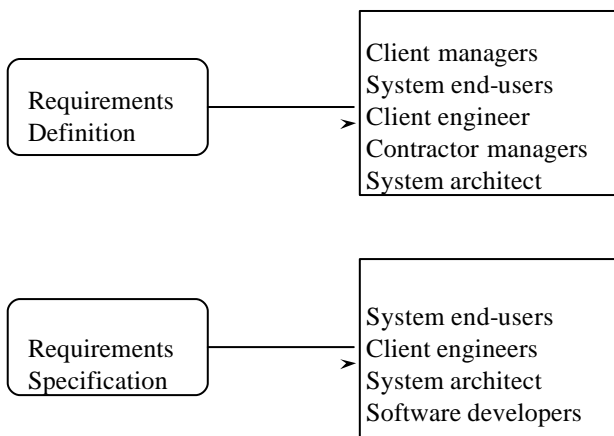 Requirements
Definition
Client managers
System end-users
Client engineer
Contractor managers
System architect
Requirements
Specification
System end-users
Client engineers
System architect
Software developers